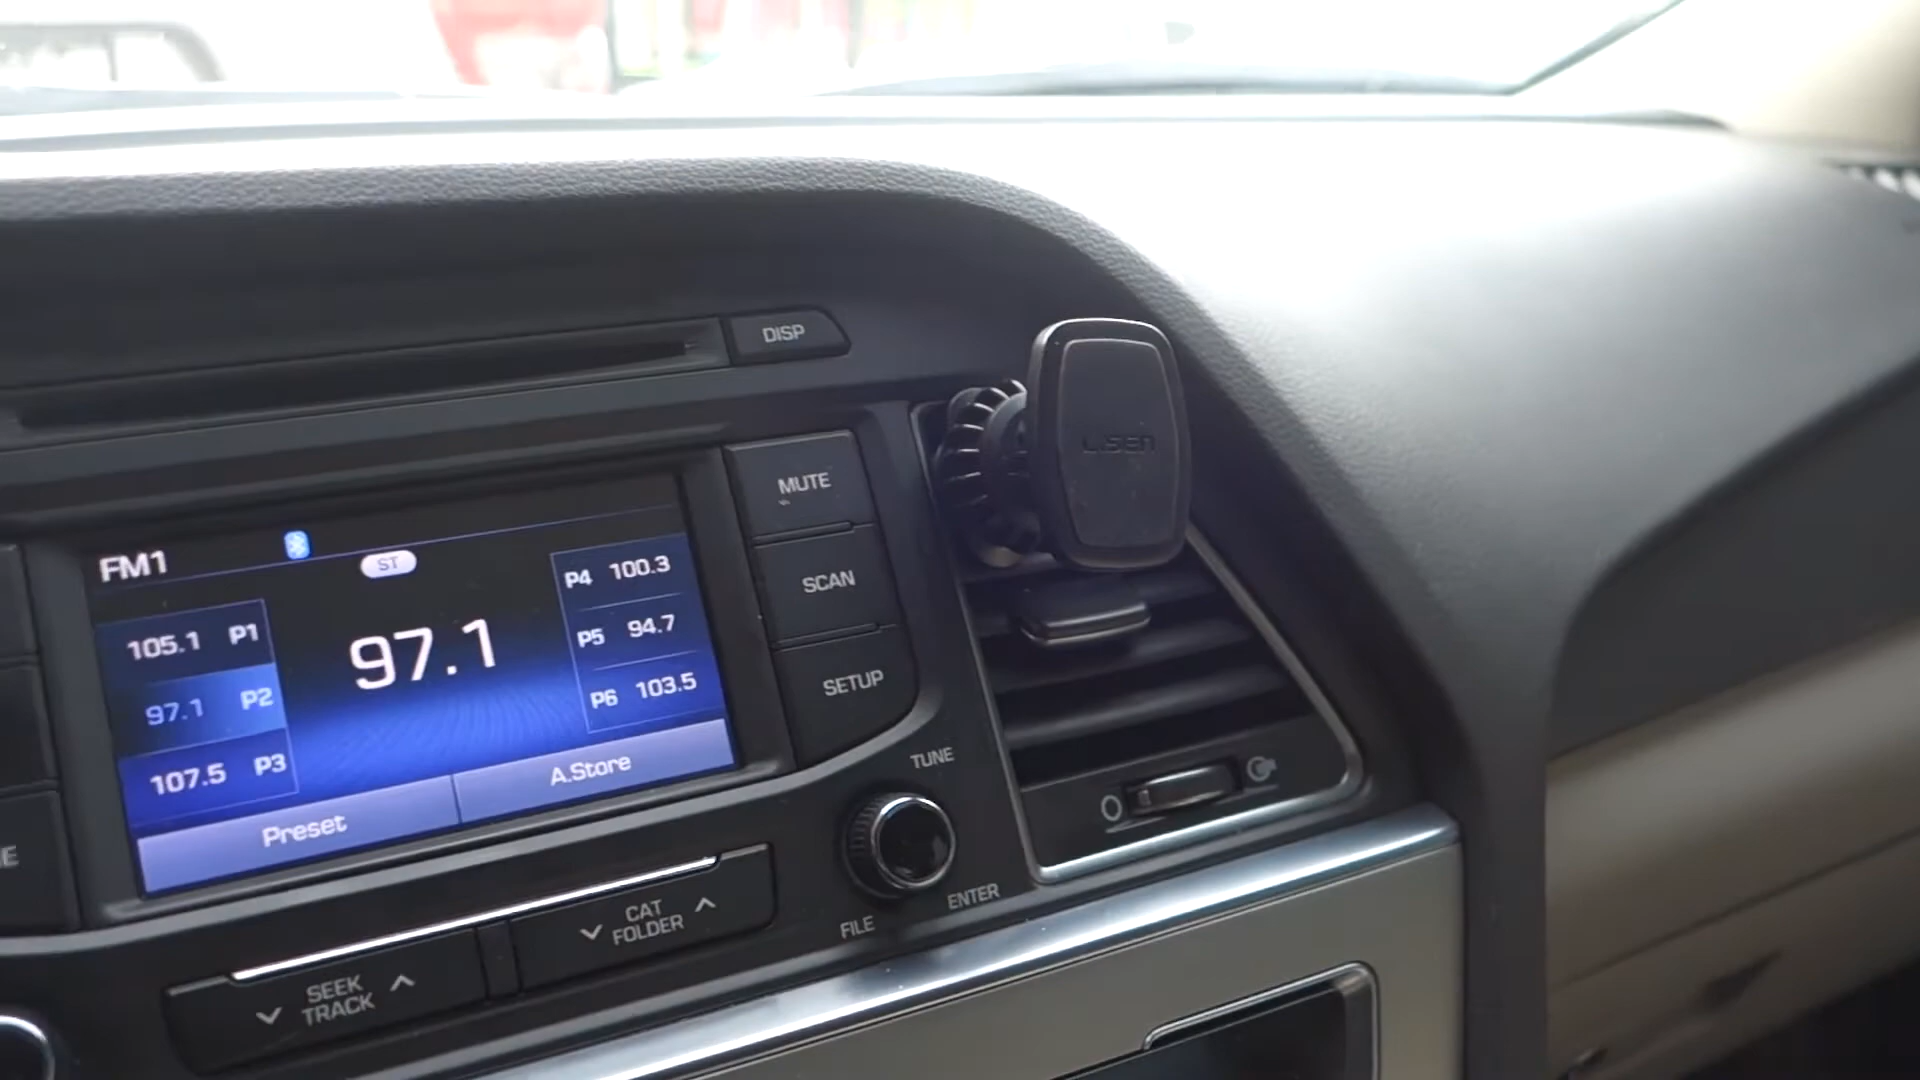 DISP
LISEN
MUTE
SCAN
SETUP
FM1
ST
105.1 P1
97.1 P2
107.5 P3
97.1
P4 100.3
P5 94.7
P6 103.5
Preset
A.Store
TUNE
FILE
ENTER
CAT
FOLDER
SEEK
TRACK